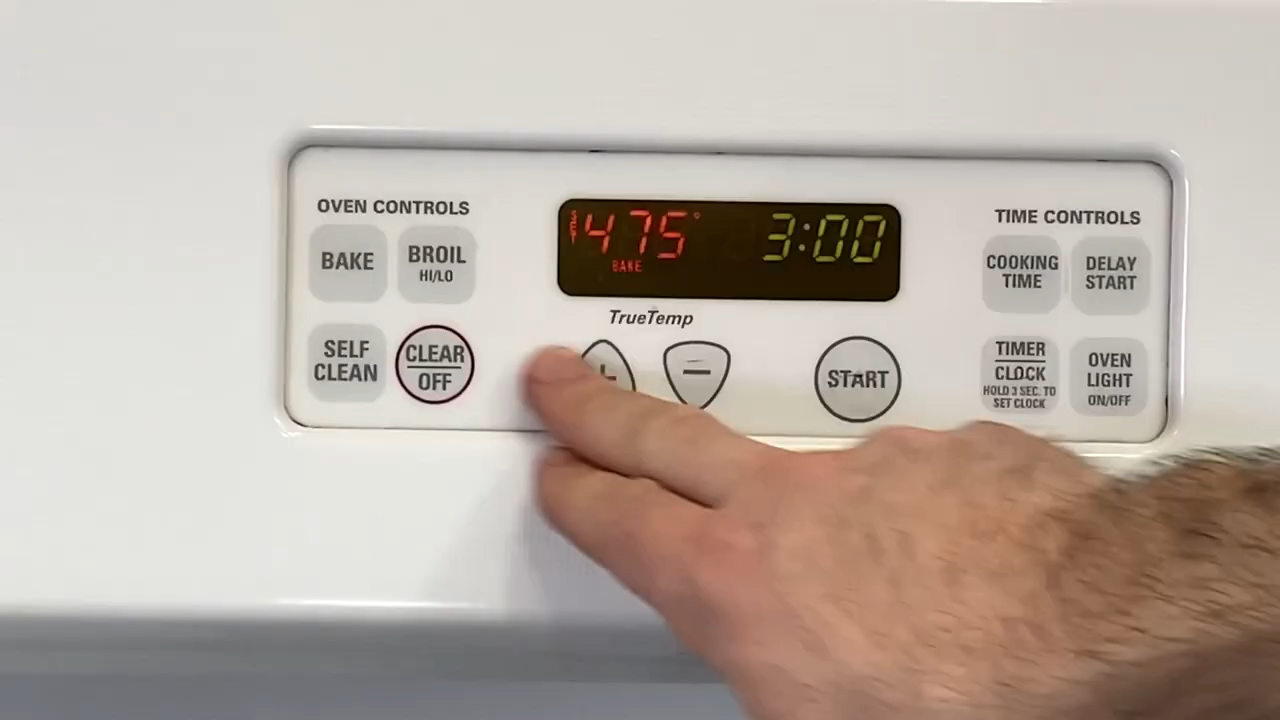 OVEN CONTROLS
BAKE
BROIL
HI/LO
SELF
CLEAN
CLEAR
OFF
SET
475°
BAKE
3:00
TrueTemp
+
−
START
TIME CONTROLS
COOKING
TIME
DELAY
START
TIMER
CLOCK
HOLD 3 SEC. TO
SET CLOCK
OVEN
LIGHT
ON/OFF